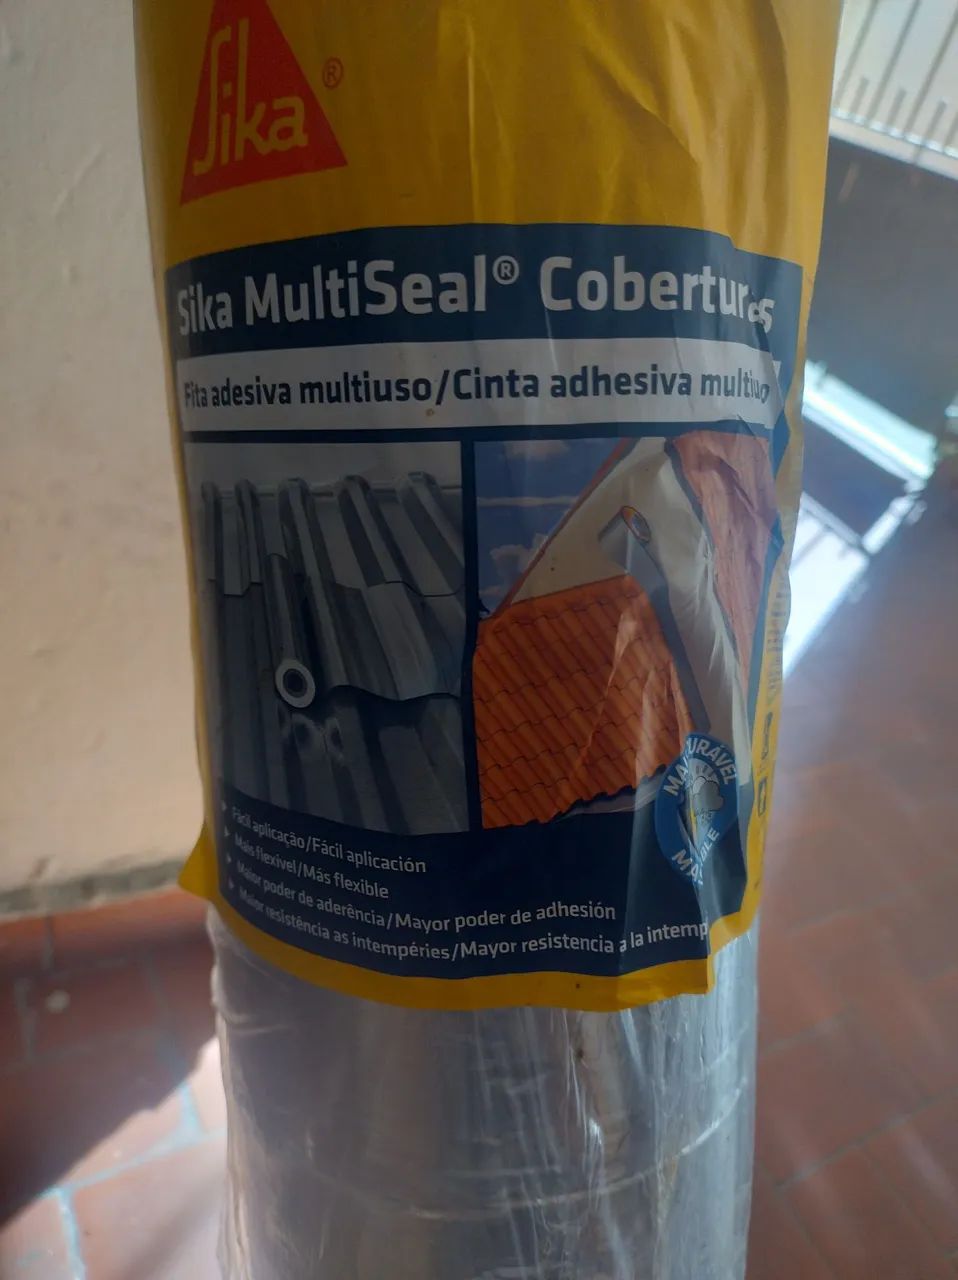 Sika®
Sika MultiSeal® Coberturas
Fita adesiva multiuso/Cinta adhesiva multiuso
Fácil aplicação/Fácil aplicación
Mais flexível/Más flexible
Maior poder de aderência/Mayor poder de adhesión
Maior resistência as intempéries/Mayor resistencia a la intemp